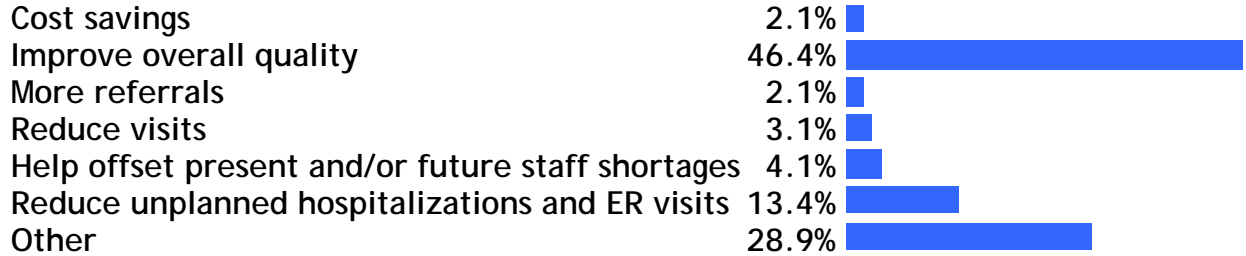 Cost savings 2.1%
Improve overall quality 46.4%
More referrals 2.1%
Reduce visits 3.1%
Help offset present and/or future staff shortages 4.1%
Reduce unplanned hospitalizations and ER visits 13.4%
Other 28.9%